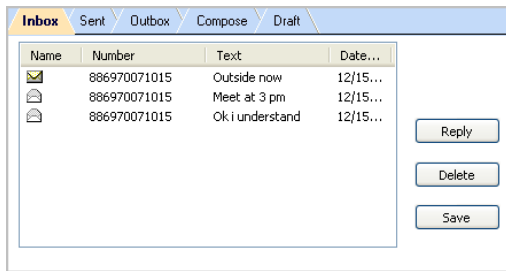 Inbox Sent Outbox Compose Draft
Name Number Text Date...
886970071015 Outside now 12/15...
886970071015 Meet at 3 pm 12/15...
886970071015 Ok i understand 12/15...
Reply
Delete
Save